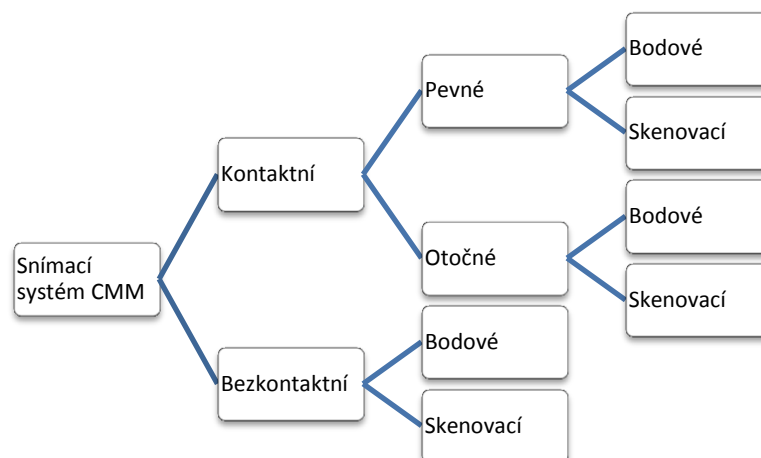 Snímací
systém CMM
Kontaktní
Pevné
Bodové
Skenovací
Otočné
Bodové
Skenovací
Bezkontaktní
Bodové
Skenovací